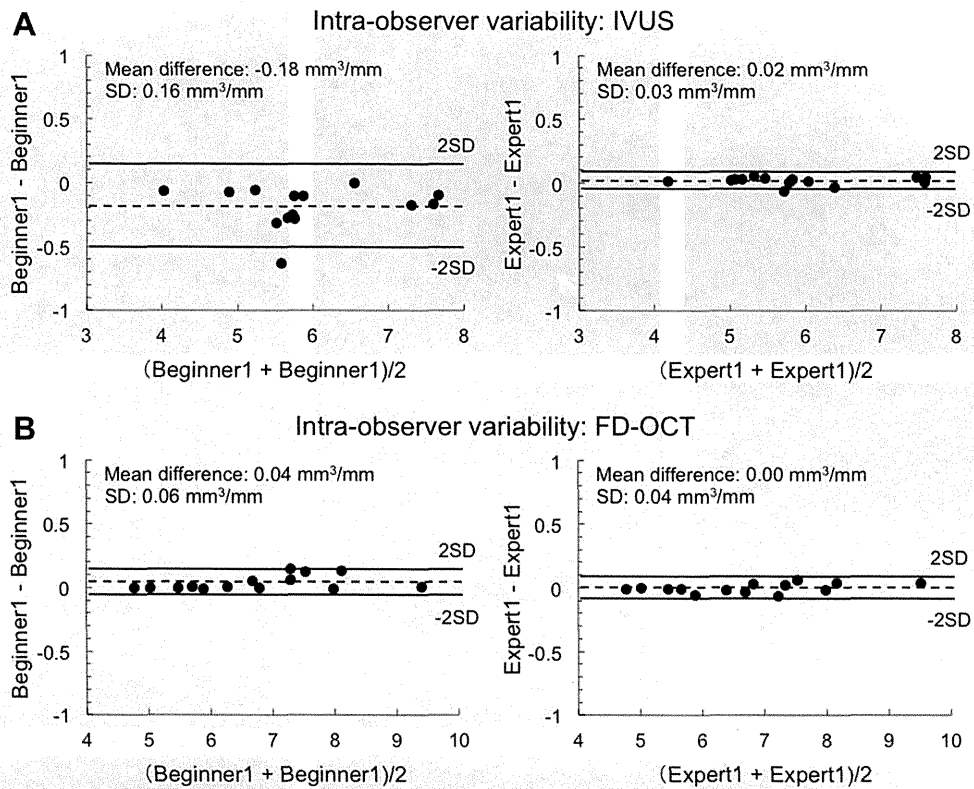 A
Intra-observer variability: IVUS
Beginner1 - Beginner1
1
0.5
0
-0.5
-1
Mean difference: -0.18 mm³/mm
SD: 0.16 mm³/mm
2SD
-2SD
3 4 5 6 7 8
(Beginner1 + Beginner1)/2
Expert1 - Expert1
1
0.5
0
-0.5
-1
Mean difference: 0.02 mm³/mm
SD: 0.03 mm³/mm
2SD
-2SD
3 4 5 6 7 8
(Expert1 + Expert1)/2
B
Intra-observer variability: FD-OCT
Beginner1 - Beginner1
1
0.5
0
-0.5
-1
Mean difference: 0.04 mm³/mm
SD: 0.06 mm³/mm
2SD
-2SD
4 5 6 7 8 9 10
(Beginner1 + Beginner1)/2
Expert1 - Expert1
1
0.5
0
-0.5
-1
Mean difference: 0.00 mm³/mm
SD: 0.04 mm³/mm
2SD
-2SD
4 5 6 7 8 9 10
(Expert1 + Expert1)/2